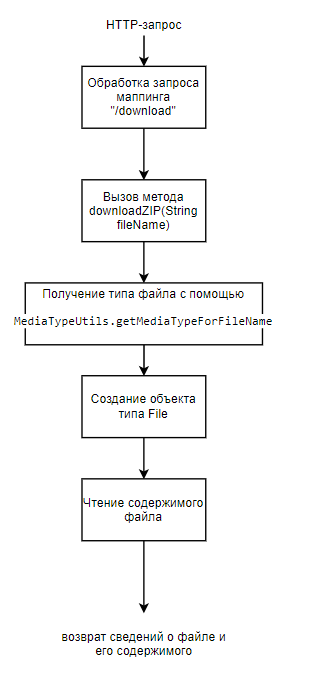 HTTP-запрос
Обработка запроса
маппинга
"/download"
Вызов метода
downloadZIP(String
fileName)
Получение типа файла с помощью
MediaTypeUtils.getMediaTypeForFileName
Создание объекта
типа File
Чтение содержимого
файла
возврат сведений о файле и
его содержимого